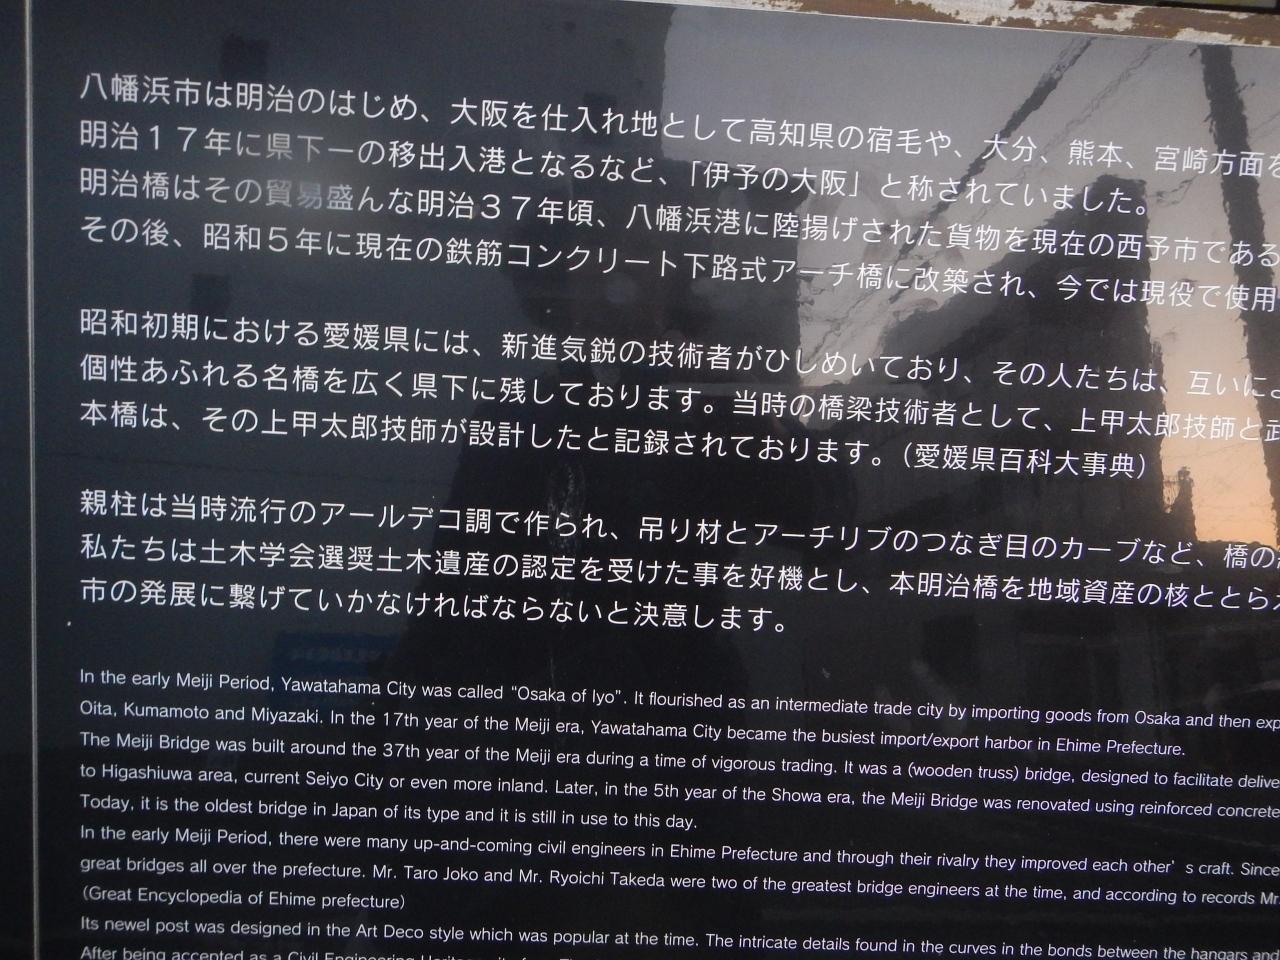 八幡浜市は明治のはじめ、大阪を仕入れ地として高知県の宿毛や、大分、熊本、宮崎方面を
明治１７年に県下一の移出入港となるなど、「伊予の大阪」と称されていました。
明治橋はその貿易盛んな明治３７年頃、八幡浜港に陸揚げされた貨物を現在の西予市である
その後、昭和５年に現在の鉄筋コンクリート下路式アーチ橋に改築され、今では現役で使用
昭和初期における愛媛県には、新進気鋭の技術者がひしめいており、その人たちは、互いに
個性あふれる名橋を広く県下に残しております。当時の橋梁技術者として、上甲太郎技師と武
本橋は、その上甲太郎技師が設計したと記録されております。（愛媛県百科大事典）
親柱は当時流行のアールデコ調で作られ、吊り材とアーチリブのつなぎ目のカーブなど、橋の
私たちは土木学会選奨土木遺産の認定を受けた事を好機とし、本明治橋を地域資産の核ととら
市の発展に繋げていかなければならないと決意します。
In the early Meiji Period, Yawatahama City was called “Osaka of Iyo”. It flourished as an intermediate trade city by importing goods from Osaka and then exp
Oita, Kumamoto and Miyazaki. In the 17th year of the Meiji era, Yawatahama City became the busiest import/export harbor in Ehime Prefecture.
The Meiji Bridge was built around the 37th year of the Meiji era during a time of vigorous trading. It was a (wooden truss) bridge, designed to facilitate delive
to Higashiuwa area, current Seiyo City or even more inland. Later, in the 5th year of the Showa era, the Meiji Bridge was renovated using reinforced concrete
Today, it is the oldest bridge in Japan of its type and it is still in use to this day.
In the early Meiji Period, there were many up-and-coming civil engineers in Ehime Prefecture and through their rivalry they improved each other’s craft. Since
great bridges all over the prefecture. Mr. Taro Joko and Mr. Ryoichi Takeda were two of the greatest bridge engineers at the time, and according to records Mr.
(Great Encyclopedia of Ehime prefecture)
Its newel post was designed in the Art Deco style which was popular at the time. The intricate details found in the curves in the bonds between the hangars and
After being accepted as a Civil Engineering